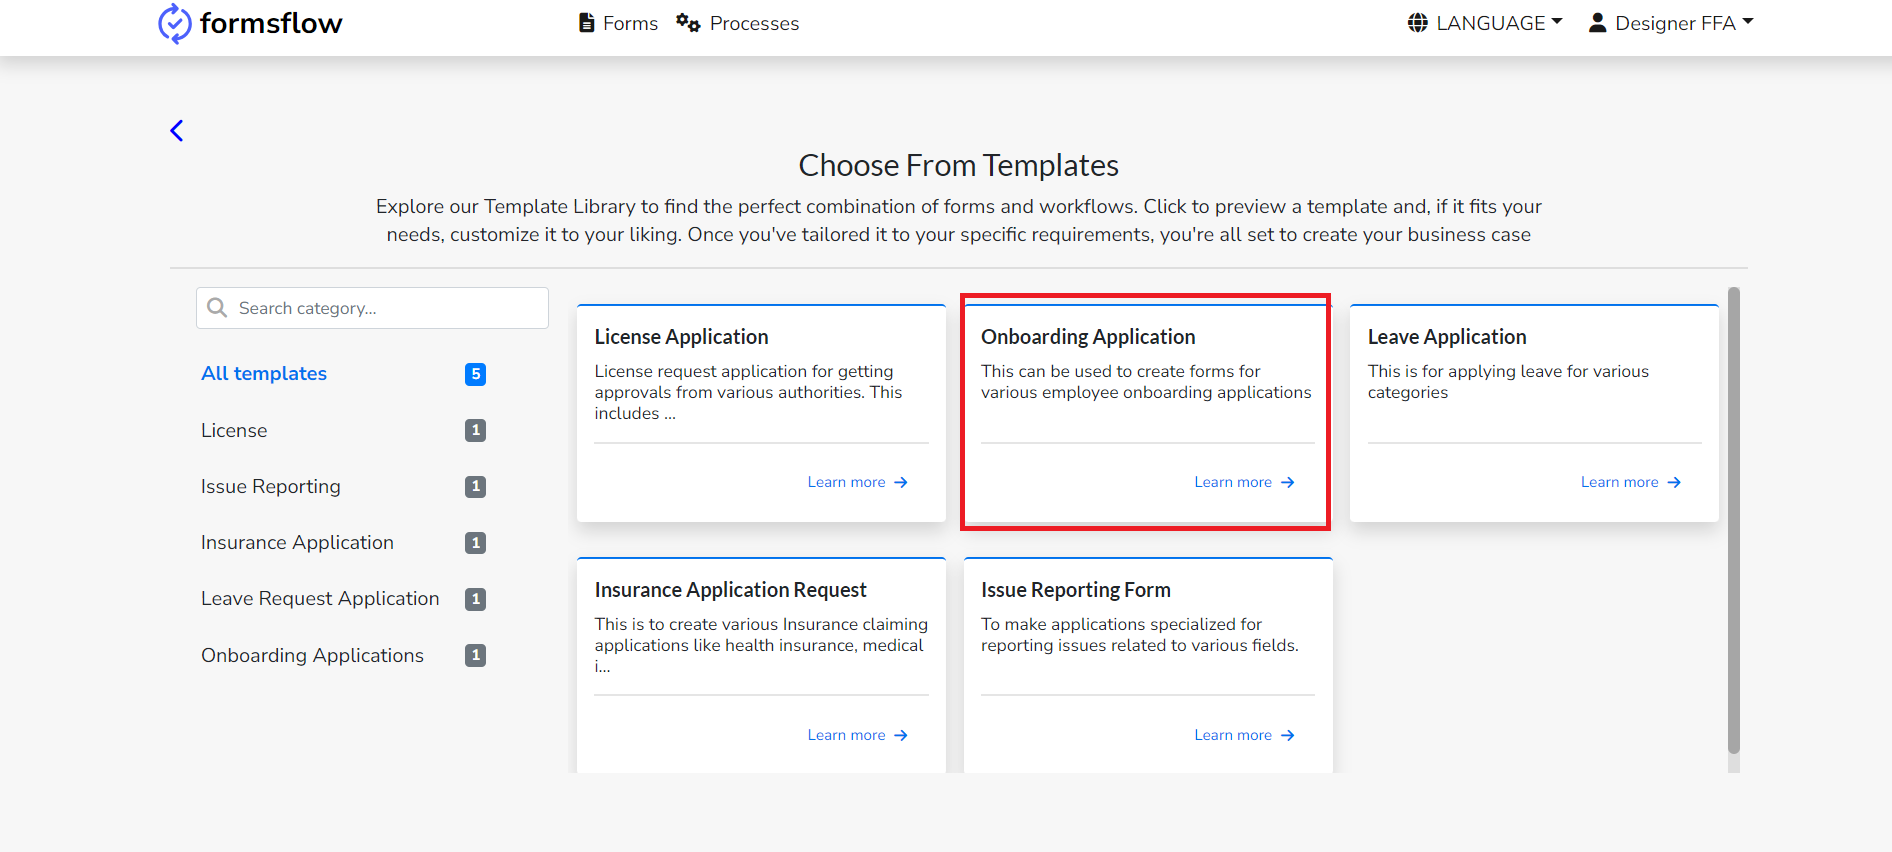 formsflow
Forms
Processes
LANGUAGE
Designer FFA
Choose From Templates
Explore our Template Library to find the perfect combination of forms and workflows. Click to preview a template and, if it fits your
needs, customize it to your liking. Once you've tailored it to your specific requirements, you're all set to create your business case
Search category...
All templates 5
License 1
Issue Reporting 1
Insurance Application 1
Leave Request Application 1
Onboarding Applications 1
License Application
License request application for getting
approvals from various authorities. This
includes ...
Learn more
Onboarding Application
This can be used to create forms for
various employee onboarding applications
Learn more
Leave Application
This is for applying leave for various
categories
Learn more
Insurance Application Request
This is to create various Insurance claiming
applications like health insurance, medical
i...
Learn more
Issue Reporting Form
To make applications specialized for
reporting issues related to various fields.
Learn more